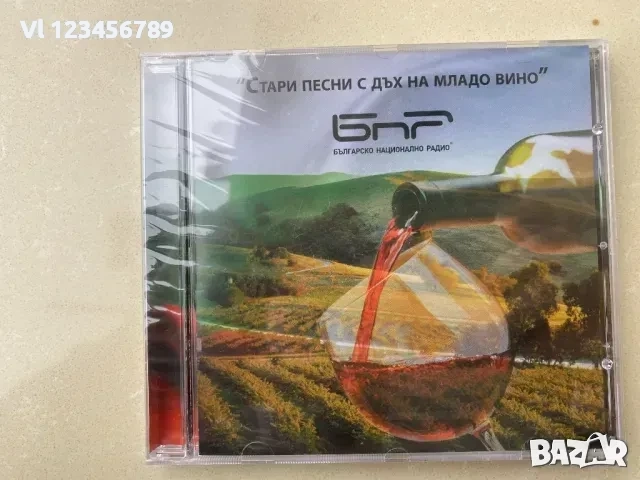 Vl 123456789
"Стари песни с дъх на младо вино"
БНР
БЪЛГАРСКО НАЦИОНАЛНО РАДИО
BAZAR